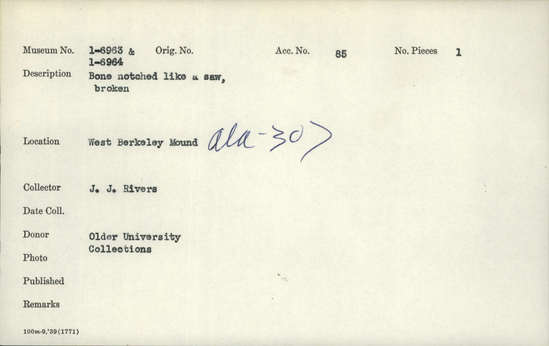 Museum No. 1-6963 & Orig. No. Acc. No. 85 No. Pieces 1
1-6964
Description Bone notched like a saw,
broken
Location West Berkeley Mound ala-307
Collector J. J. Rivers
Date Coll.
Donor Older University
Collections
Photo
Published
Remarks
100m-9,'39(1771)